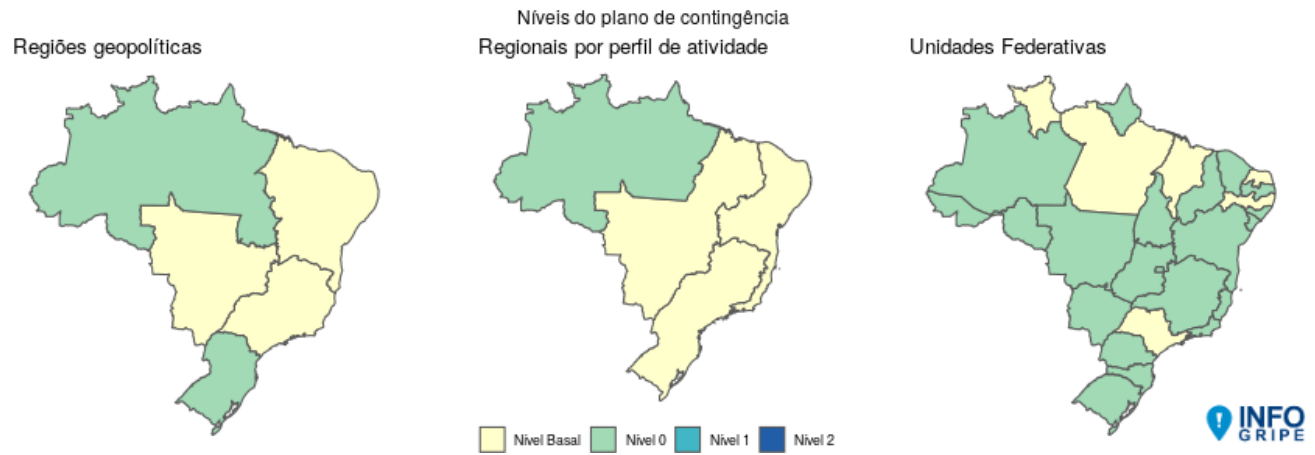 Níveis do plano de contingência
Regiões geopolíticas
Regionais por perfil de atividade
Unidades Federativas
Nível Basal
Nível 0
Nível 1
Nível 2
INFO
GRIPE